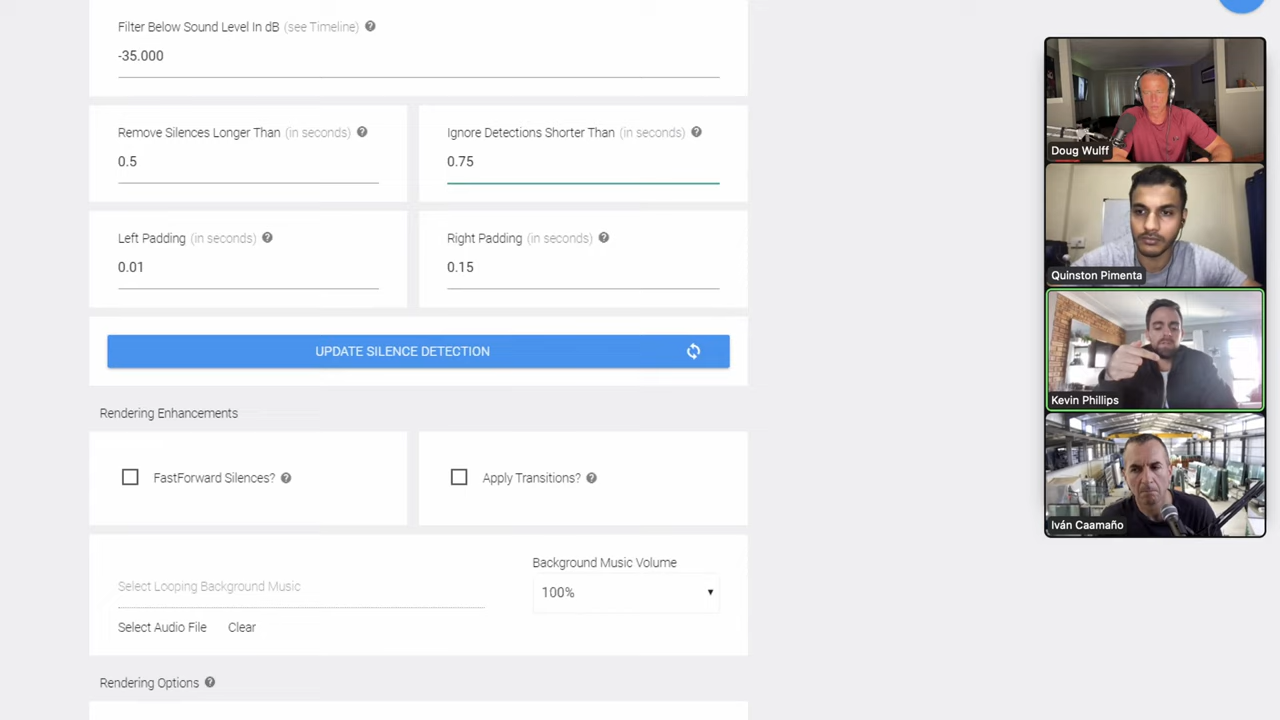 Filter Below Sound Level In dB (see Timeline)
-35.000
Remove Silences Longer Than (in seconds)
Ignore Detections Shorter Than (in seconds)
0.5
0.75
Left Padding (in seconds)
Right Padding (in seconds)
0.01
0.15
UPDATE SILENCE DETECTION
Rendering Enhancements
FastForward Silences?
Apply Transitions?
Select Looping Background Music
Background Music Volume
100%
Select Audio File
Clear
Rendering Options
Doug Wulff
Quinston Pimenta
Kevin Phillips
Iván Caamaño